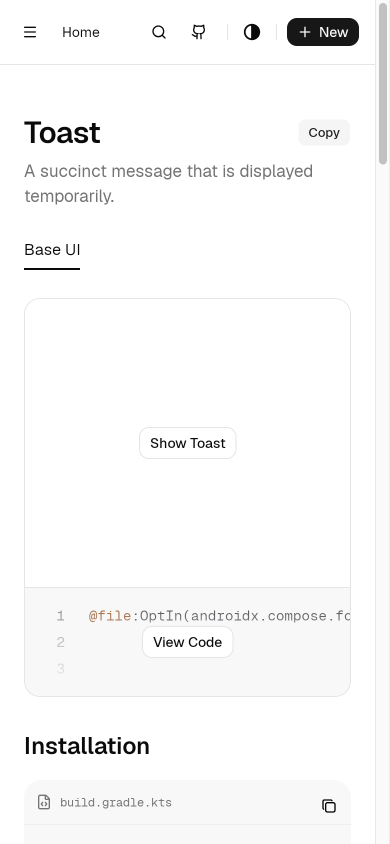 Home
New
Toast
Copy
A succinct message that is displayed
temporarily.
Base UI
Show Toast
1 @file:OptIn(androidx.compose.fo
2
View Code
3
Installation
build.gradle.kts